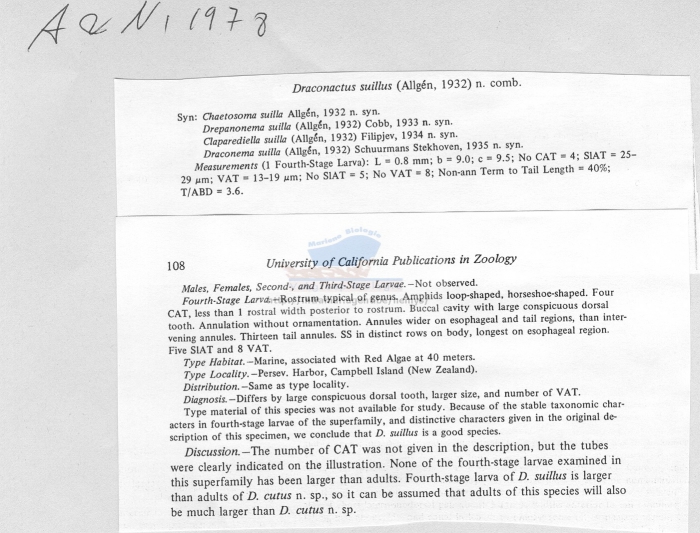 A & N, 1978
Draconactus suillus (Allgén, 1932) n. comb.
Syn: Chaetosoma suilla Allgén, 1932 n. syn.
Drepanonema suilla (Allgén, 1932) Cobb, 1933 n. syn.
Claparediella suilla (Allgén, 1932) Filipjev, 1934 n. syn.
Draconema suilla (Allgén, 1932) Schuurmans Stekhoven, 1935 n. syn.
Measurements (1 Fourth-Stage Larva): L = 0.8 mm; b = 9.0; c = 9.5; No CAT = 4; SlAT = 25–
29 µm; VAT = 13–19 µm; No SlAT = 5; No VAT = 8; Non-ann Term to Tail Length = 40%;
T/ABD = 3.6.
Mariene Biologie
108 University of California Publications in Zoology
Males, Females, Second-, and Third-Stage Larvae.—Not observed.
Fourth-Stage Larva.—Rostrum typical of genus. Amphids loop-shaped, horseshoe-shaped. Four
CAT, less than 1 rostral width posterior to rostrum. Buccal cavity with large conspicuous dorsal
tooth. Annulation without ornamentation. Annules wider on esophageal and tail regions, than inter-
vening annules. Thirteen tail annules. SS in distinct rows on body, longest on esophageal region.
Five SlAT and 8 VAT.
Type Habitat.—Marine, associated with Red Algae at 40 meters.
Type Locality.—Persev. Harbor, Campbell Island (New Zealand).
Distribution.—Same as type locality.
Diagnosis.—Differs by large conspicuous dorsal tooth, larger size, and number of VAT.
Type material of this species was not available for study. Because of the stable taxonomic char-
acters in fourth-stage larvae of the superfamily, and distinctive characters given in the original de-
scription of this specimen, we conclude that D. suillus is a good species.
Discussion.—The number of CAT was not given in the description, but the tubes
were clearly indicated on the illustration. None of the fourth-stage larvae examined in
this superfamily has been larger than adults. Fourth-stage larva of D. suillus is larger
than adults of D. cutus n. sp., so it can be assumed that adults of this species will also
be much larger than D. cutus n. sp.